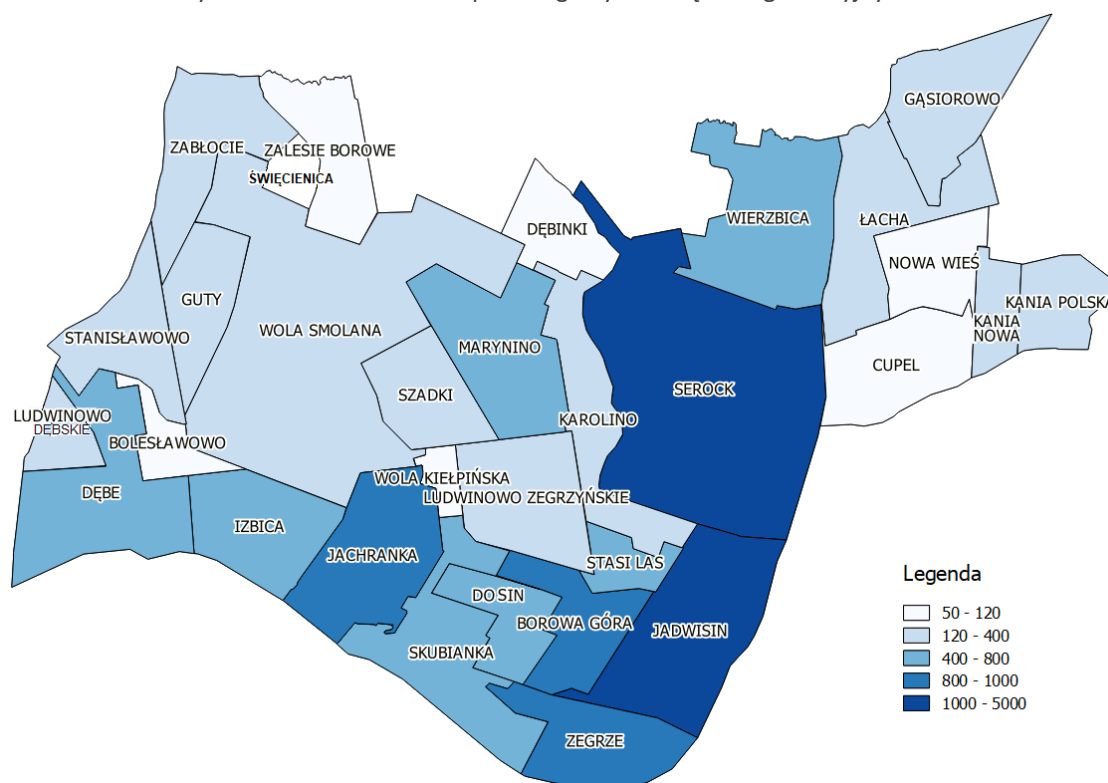 GĄSIOROWO
ZABŁOCIE
ZALESIE BOROWE
ŚWIĘCIENICA
WIERZBICA
ŁACHA
DĘBINKI
NOWA WIEŚ
GUTY
KANIA POLSKA
WOLA SMOLANA
STANISŁAWOWO
KANIA
NOWA
MARYNINO
CUPEL
SEROCK
SZADKI
LUDWINOWO
DĘBSKIE
KAROLINO
BOLESŁAWOWO
WOLA KIEŁPIŃSKA
DĘBE
LUDWINOWO ZEGRZYŃSKIE
IZBICA
JACHRANKA
STASI LAS
DOSIN
BOROWA GÓRA
JADWISIN
SKUBIANKA
ZEGRZE
Legenda
50 - 120
120 - 400
400 - 800
800 - 1000
1000 - 5000